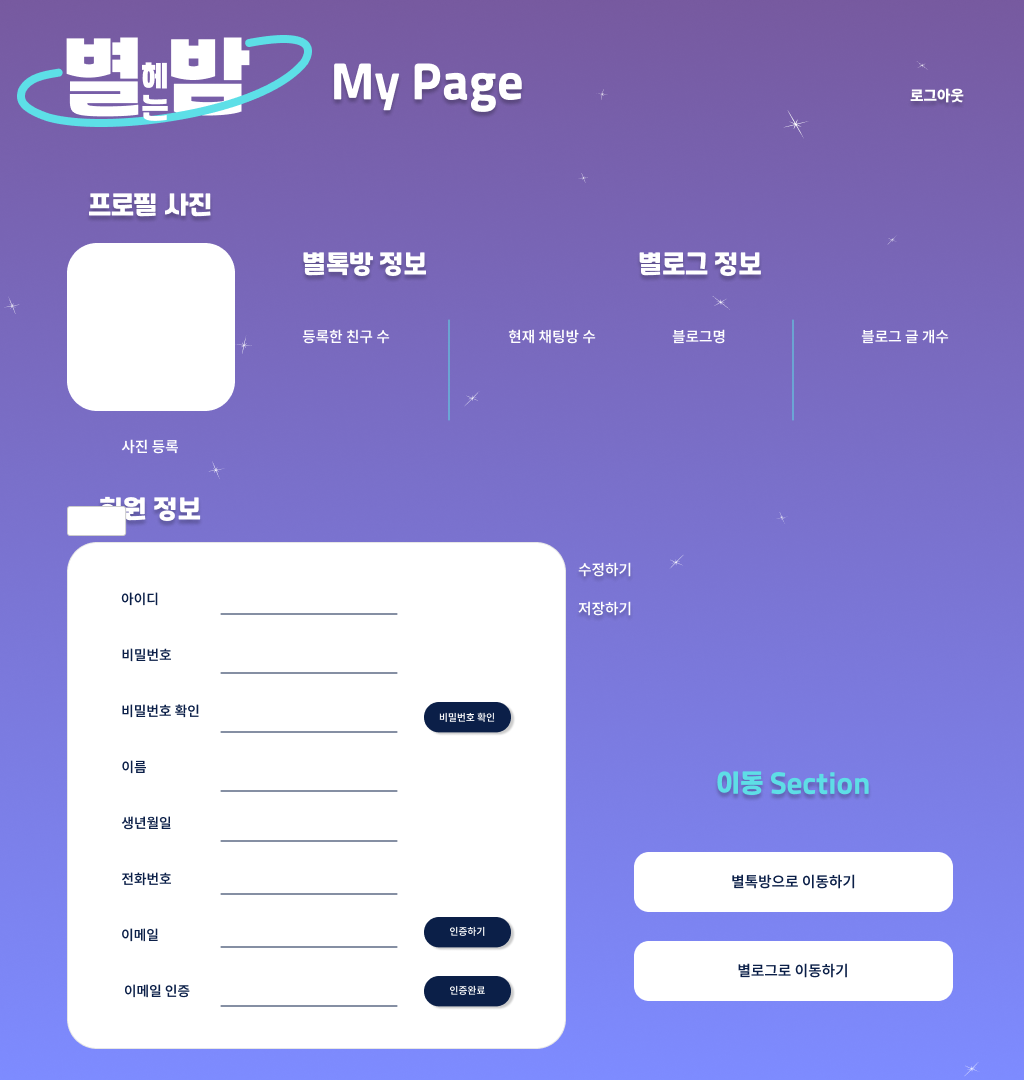 별 헤는 밤 My Page
로그아웃
프로필 사진
별톡방 정보
별로그 정보
등록한 친구 수
현재 채팅방 수
블로그명
블로그 글 개수
사진 등록
회원 정보
수정하기
저장하기
아이디
비밀번호
비밀번호 확인
비밀번호 확인
이름
생년월일
전화번호
이메일
인증하기
이메일 인증
인증완료
이동 Section
별톡방으로 이동하기
별로그로 이동하기